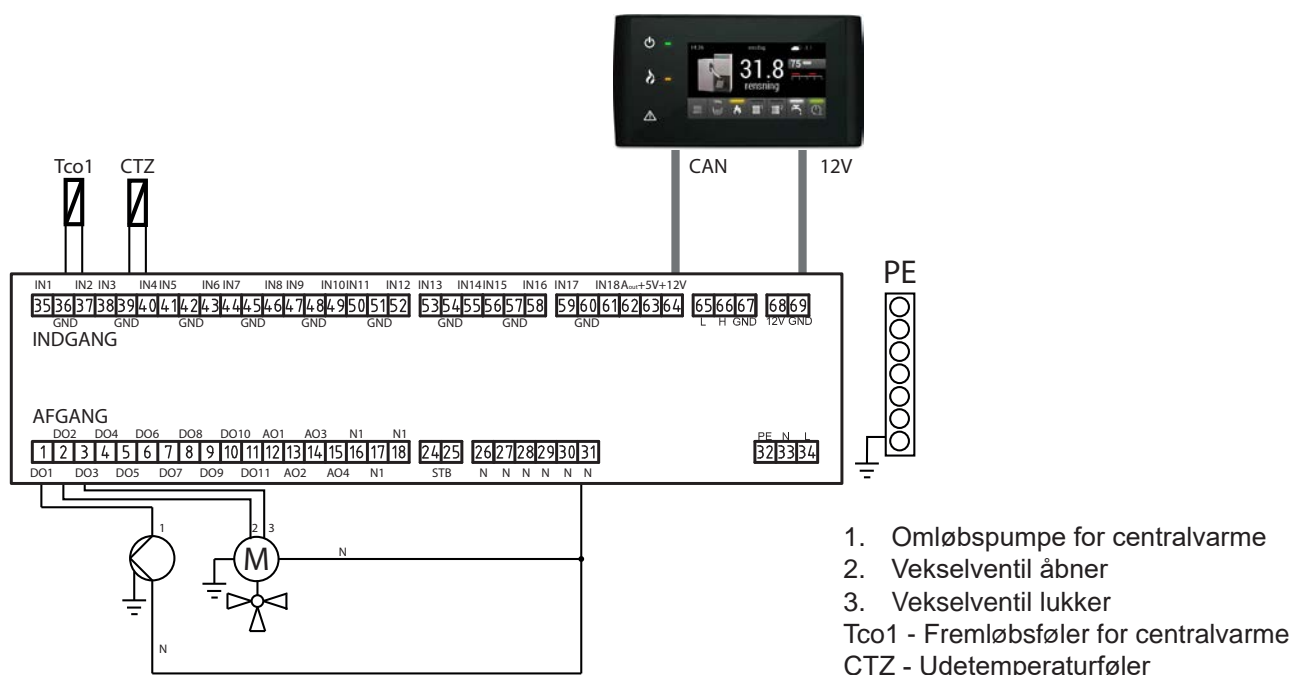 31.8
75
rensning
Tco1 CTZ
CAN 12V
IN1 IN2 IN3 IN4 IN5 IN6 IN7 IN8 IN9 IN10 IN11 IN12 IN13 IN14 IN15 IN16 IN17 IN18 Aout +5V +12V
35 36 37 38 39 40 41 42 43 44 45 46 47 48 49 50 51 52 53 54 55 56 57 58 59 60 61 62 63 64 65 66 67 68 69
GND GND GND GND GND GND GND GND GND L H GND 12V GND
INDGANG
PE
AFGANG
DO2 DO4 DO6 DO8 DO10 AO1 AO3 N1 N1 PE N L
1 2 3 4 5 6 7 8 9 10 11 12 13 14 15 16 17 18 24 25 26 27 28 29 30 31 32 33 34
DO1 DO3 DO5 DO7 DO9 DO11 AO2 AO4 N1 STB N N N N N N
1 2 3
M N
N
1. Omløbspumpe for centralvarme
2. Vekselventil åbner
3. Vekselventil lukker
Tco1 - Fremløbsføler for centralvarme
CTZ - Udetemperaturføler